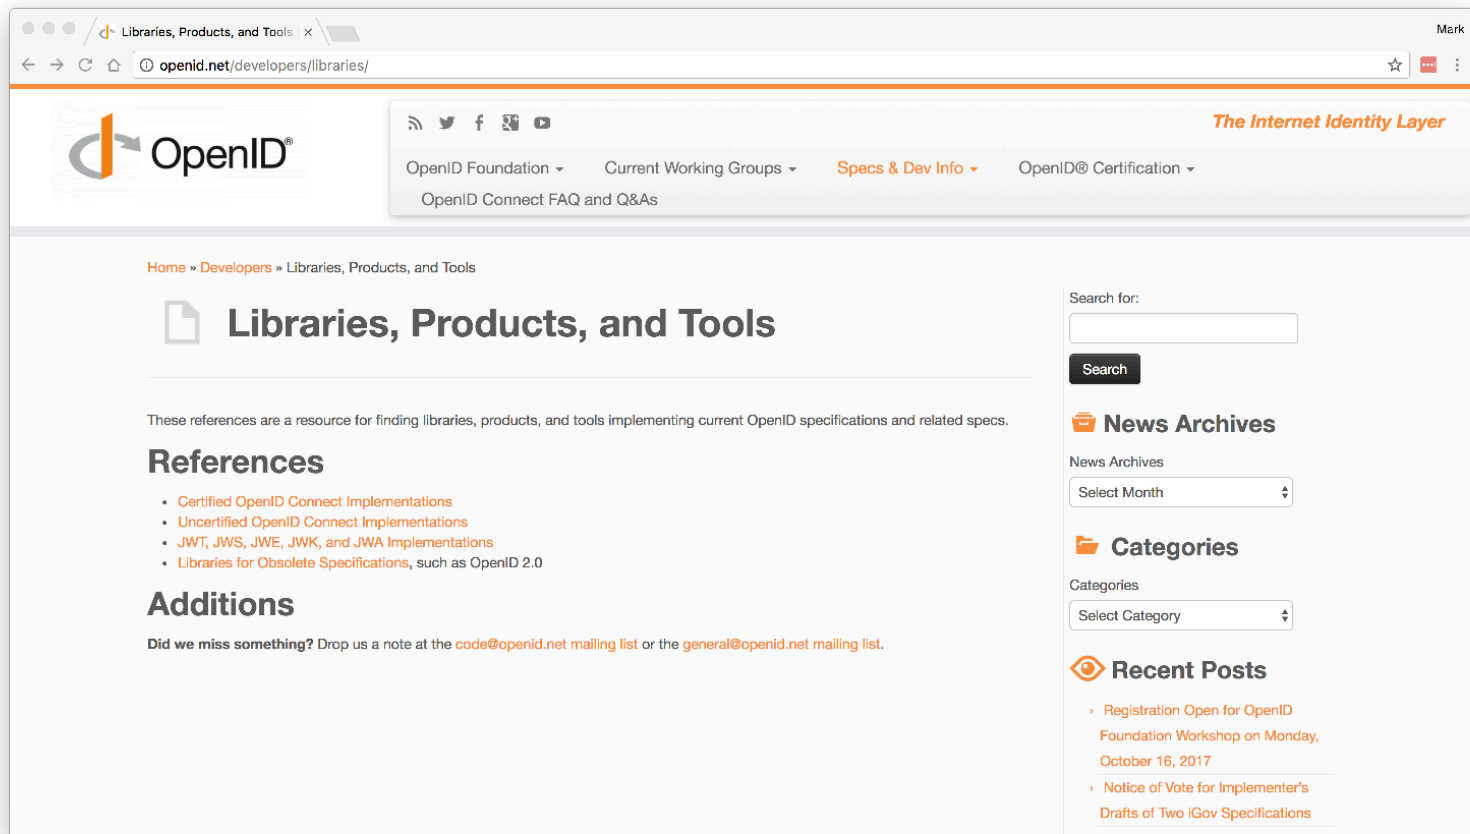 Libraries, Products, and Tools
Mark
openid.net/developers/libraries/
OpenID®
The Internet Identity Layer
OpenID Foundation
Current Working Groups
Specs & Dev Info
OpenID® Certification
OpenID Connect FAQ and Q&As
Home » Developers » Libraries, Products, and Tools
Libraries, Products, and Tools
These references are a resource for finding libraries, products, and tools implementing current OpenID specifications and related specs.
References
• Certified OpenID Connect Implementations
• Uncertified OpenID Connect Implementations
• JWT, JWS, JWE, JWK, and JWA Implementations
• Libraries for Obsolete Specifications, such as OpenID 2.0
Additions
Did we miss something? Drop us a note at the code@openid.net mailing list or the general@openid.net mailing list.
Search for:
Search
News Archives
News Archives
Select Month
Categories
Categories
Select Category
Recent Posts
› Registration Open for OpenID
Foundation Workshop on Monday,
October 16, 2017
› Notice of Vote for Implementer's
Drafts of Two iGov Specifications